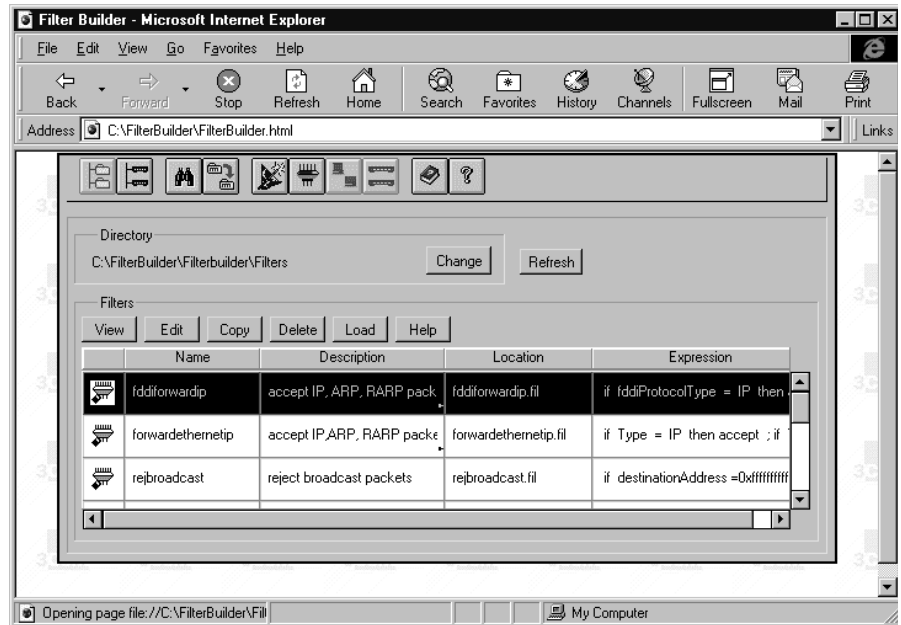 Filter Builder - Microsoft Internet Explorer
File Edit View Go Favorites Help
Back Forward Stop Refresh Home Search Favorites History Channels Fullscreen Mail Print
Address C:\FilterBuilder\FilterBuilder.html Links
Directory
C:\FilterBuilder\Filterbuilder\Filters Change Refresh
Filters
View Edit Copy Delete Load Help
Name Description Location Expression
fddiforwardip accept IP, ARP, RARP pack fddiforwardip.fil if fddiProtocolType = IP then
forwardethernetip accept IP,ARP, RARP packe forwardethernetip.fil if Type = IP then accept ; if
rejbroadcast reject broadcast packets rejbroadcast.fil if destinationAddress =0xffffffffff
Opening page file://C:\FilterBuilder\Fil My Computer